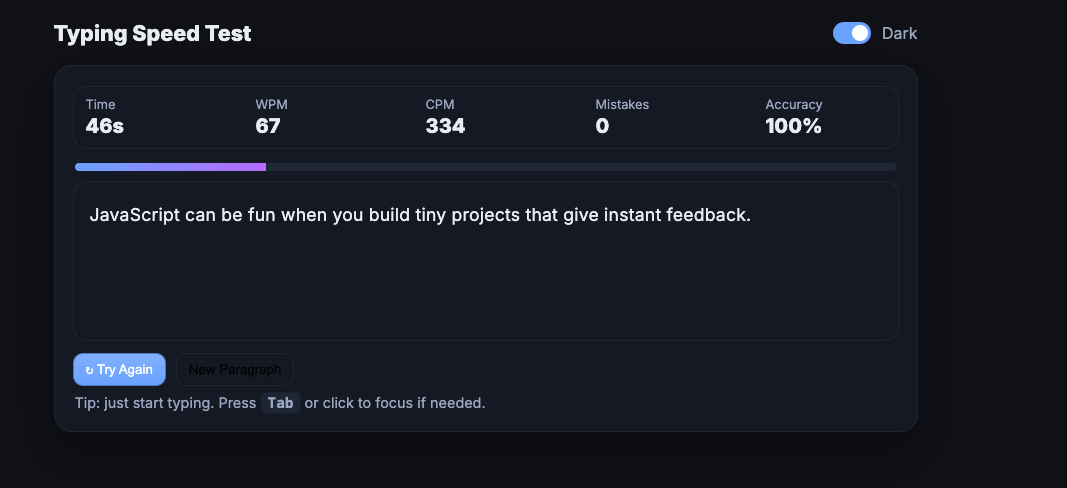 Typing Speed Test
Dark
Time WPM CPM Mistakes Accuracy
46s 67 334 0 100%
JavaScript can be fun when you build tiny projects that give instant feedback.
↻ Try Again New Paragraph
Tip: just start typing. Press Tab or click to focus if needed.